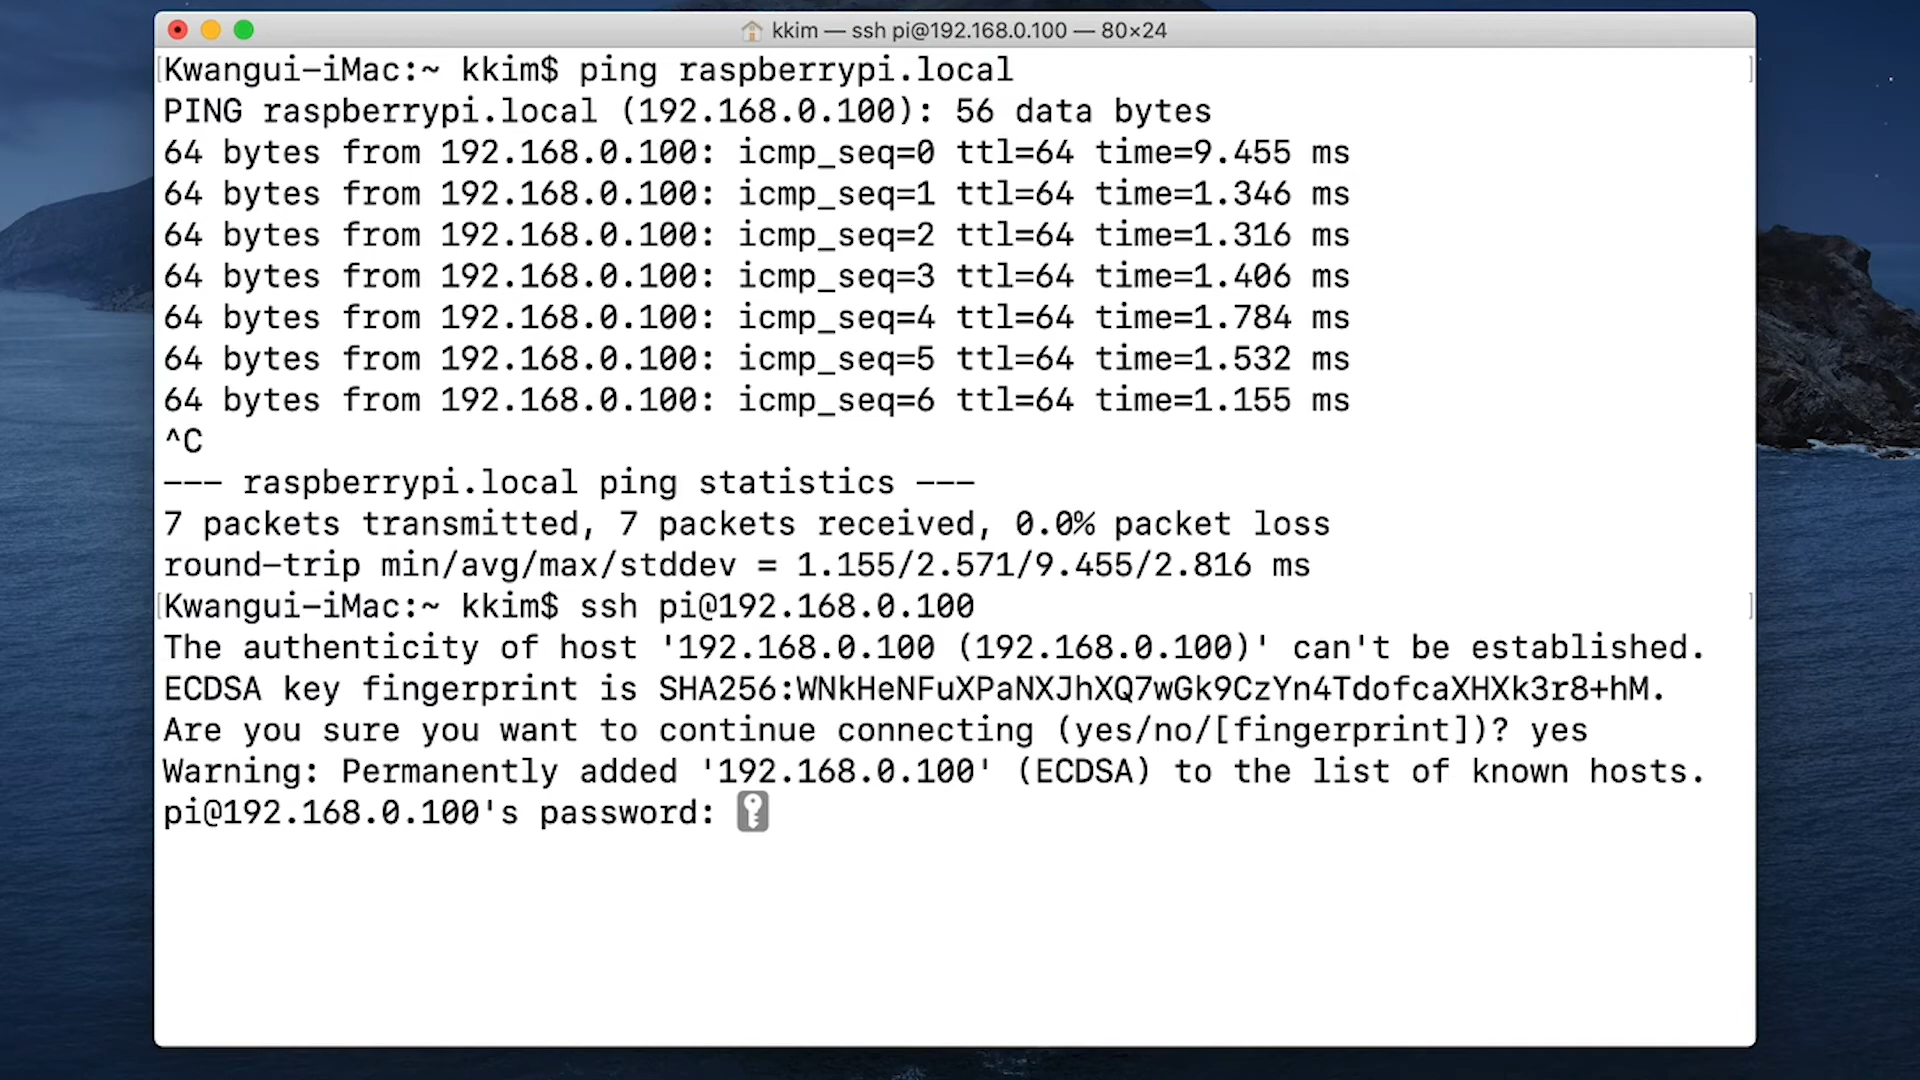 kkim — ssh pi@192.168.0.100 — 80×24
Kwangui-iMac:~ kkim$ ping raspberrypi.local
PING raspberrypi.local (192.168.0.100): 56 data bytes
64 bytes from 192.168.0.100: icmp_seq=0 ttl=64 time=9.455 ms
64 bytes from 192.168.0.100: icmp_seq=1 ttl=64 time=1.346 ms
64 bytes from 192.168.0.100: icmp_seq=2 ttl=64 time=1.316 ms
64 bytes from 192.168.0.100: icmp_seq=3 ttl=64 time=1.406 ms
64 bytes from 192.168.0.100: icmp_seq=4 ttl=64 time=1.784 ms
64 bytes from 192.168.0.100: icmp_seq=5 ttl=64 time=1.532 ms
64 bytes from 192.168.0.100: icmp_seq=6 ttl=64 time=1.155 ms
^C
--- raspberrypi.local ping statistics ---
7 packets transmitted, 7 packets received, 0.0% packet loss
round-trip min/avg/max/stddev = 1.155/2.571/9.455/2.816 ms
Kwangui-iMac:~ kkim$ ssh pi@192.168.0.100
The authenticity of host '192.168.0.100 (192.168.0.100)' can't be established.
ECDSA key fingerprint is SHA256:WNkHeNFuXPaNXJhXQ7wGk9CzYn4TdofcaXHXk3r8+hM.
Are you sure you want to continue connecting (yes/no/[fingerprint])? yes
Warning: Permanently added '192.168.0.100' (ECDSA) to the list of known hosts.
pi@192.168.0.100's password: